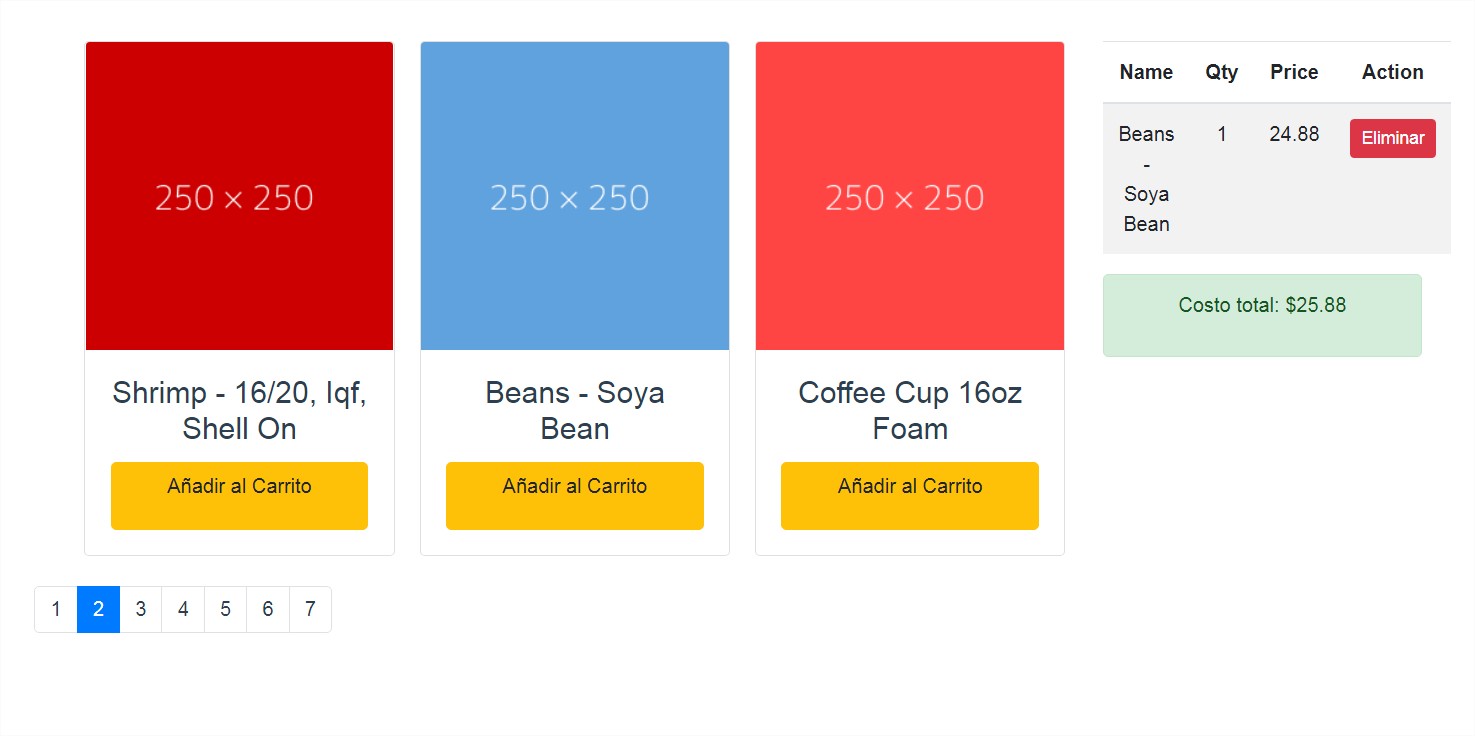 250 × 250
Shrimp - 16/20, Iqf,
Shell On
Añadir al Carrito
250 × 250
Beans - Soya
Bean
Añadir al Carrito
250 × 250
Coffee Cup 16oz
Foam
Añadir al Carrito
Name Qty Price Action
Beans 1 24.88 Eliminar
-
Soya
Bean
Costo total: $25.88
1 2 3 4 5 6 7